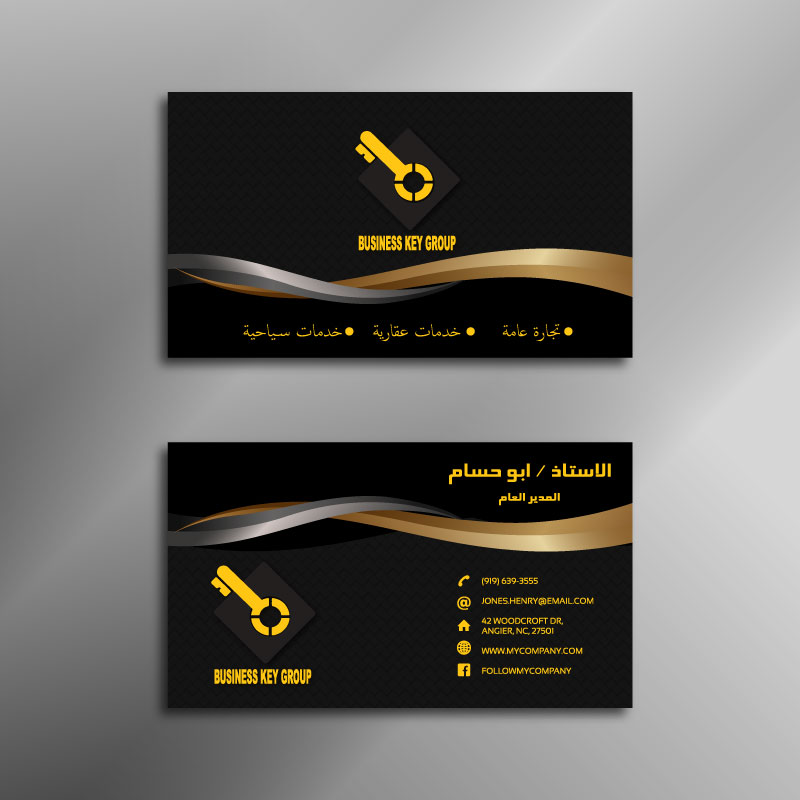 BUSINESS KEY GROUP
● تجارة عامة ● خدمات عقارية ● خدمات سياحية
الاستاذ / ابو حسام
المدير العام
BUSINESS KEY GROUP
(919) 639-3555
JONES.HENRY@EMAIL.COM
42 WOODCROFT DR,
ANGIER, NC, 27501
WWW.MYCOMPANY.COM
FOLLOWMYCOMPANY